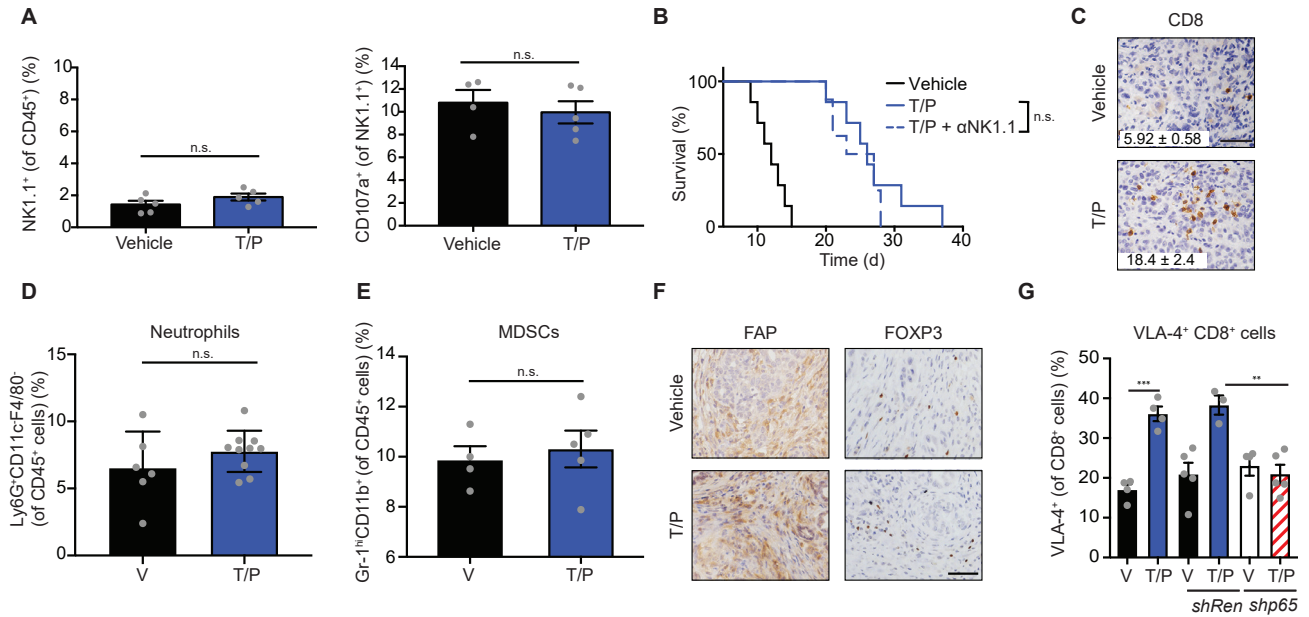 A
NK1.1⁺ (of CD45⁺) (%)
10
8
6
4
2
0
n.s.
Vehicle
T/P
CD107a⁺ (of NK1.1⁺) (%)
14
12
10
8
6
4
2
0
n.s.
Vehicle
T/P
B
Survival (%)
100
50
0
10
20
30
40
Time (d)
Vehicle
T/P
T/P + αNK1.1
n.s.
C
CD8
Vehicle
5.92 ± 0.58
T/P
18.4 ± 2.4
D
Neutrophils
Ly6G⁺CD11cF4/80⁻
(of CD45⁺ cells) (%)
15
10
5
0
n.s.
V
T/P
E
MDSCs
Gr-1ʰⁱCD11b⁺ (of CD45⁺ cells) (%)
14
12
10
8
6
n.s.
V
T/P
F
FAP
FOXP3
Vehicle
T/P
G
VLA-4⁺ CD8⁺ cells
VLA-4⁺ (of CD8⁺ cells) (%)
50
40
30
20
10
0
***
**
V T/P V T/P V T/P
shRen shp65